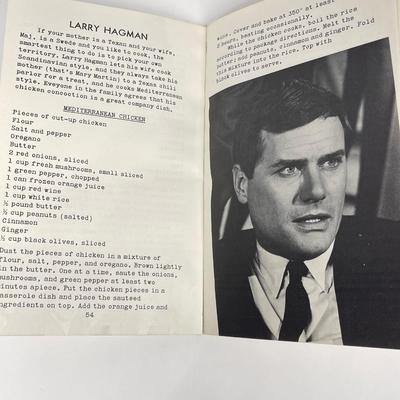 LARRY HAGMAN
If your mother is a Texan and your wife,
Maj. is a Swede and you like to cook, the
smartest thing to do is to pick your own
territory. Larry Hagman lets his wife cook
Scandinavian style, and they always take his
mother (that's Mary Martin) to a Texas chili
parlor for a treat, and he cooks Mediterranean
style. Everyone in the family agrees that his
chicken concoction is a great company dish.
MEDITERRANEAN CHICKEN
Pieces of cut-up chicken
Flour
Salt and pepper
Oregano
Butter
2 red onions, sliced
1 cup fresh mushrooms, small sliced
1 green pepper, chopped
1 can frozen orange juice
1 cup red wine
1 cup white rice
½ pound butter
½ cup peanuts (salted)
Cinnamon
Ginger
½ cup black olives, sliced
Dust the pieces of chicken in a mixture of
flour, salt, pepper, and oregano. Brown lightly
in the butter. One at a time, saute the onions,
mushrooms, and green pepper at least two
minutes apiece. Put the chicken pieces in a
casserole dish and place the sauteed
ingredients on top. Add the orange juice and
54
wine. Cover and bake at 350° at least
2 hours, basting occasionally.
While the chicken cooks, boil the rice
according to package directions. Melt the
butter; add peanuts, cinnamon and ginger. Fold
this mixture into the rice. Top with
black olives to serve.